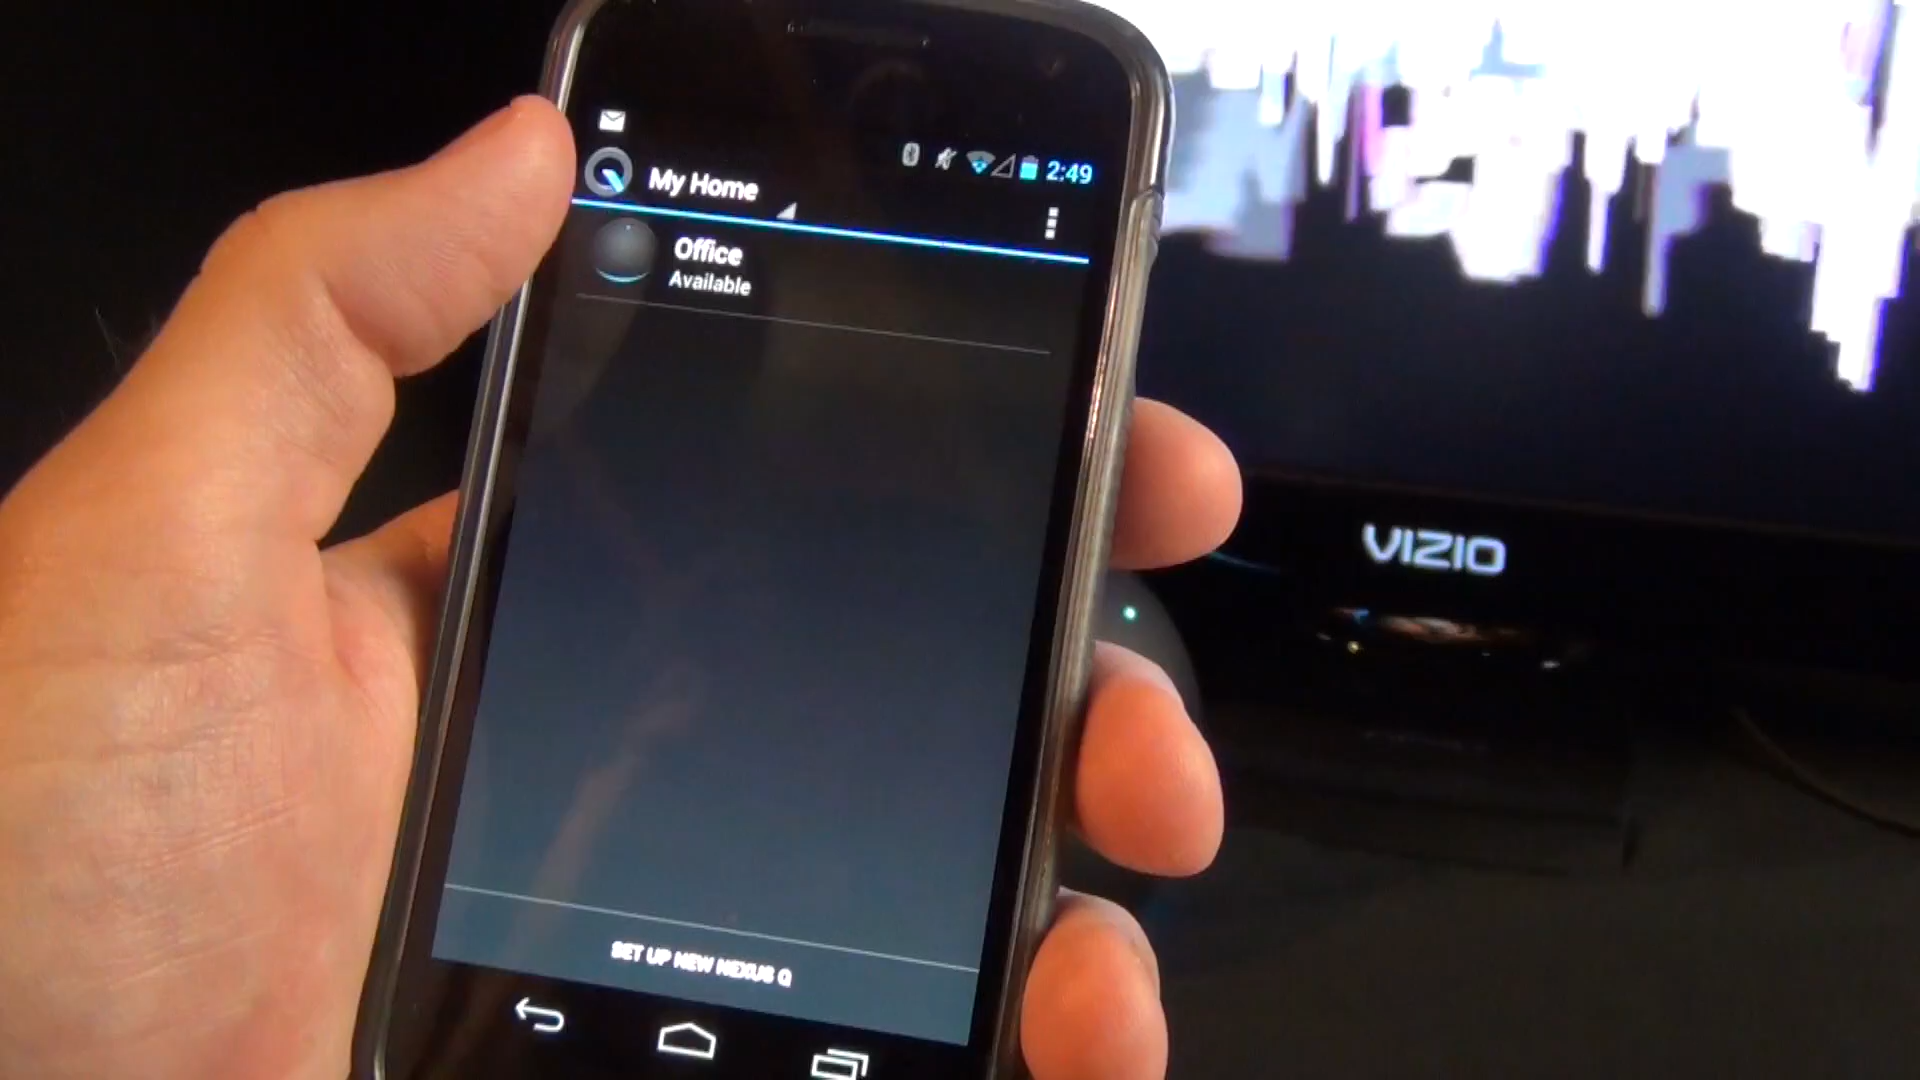 2:49
My Home
Office
Available
SET UP NEW NEXUS Q
VIZIO